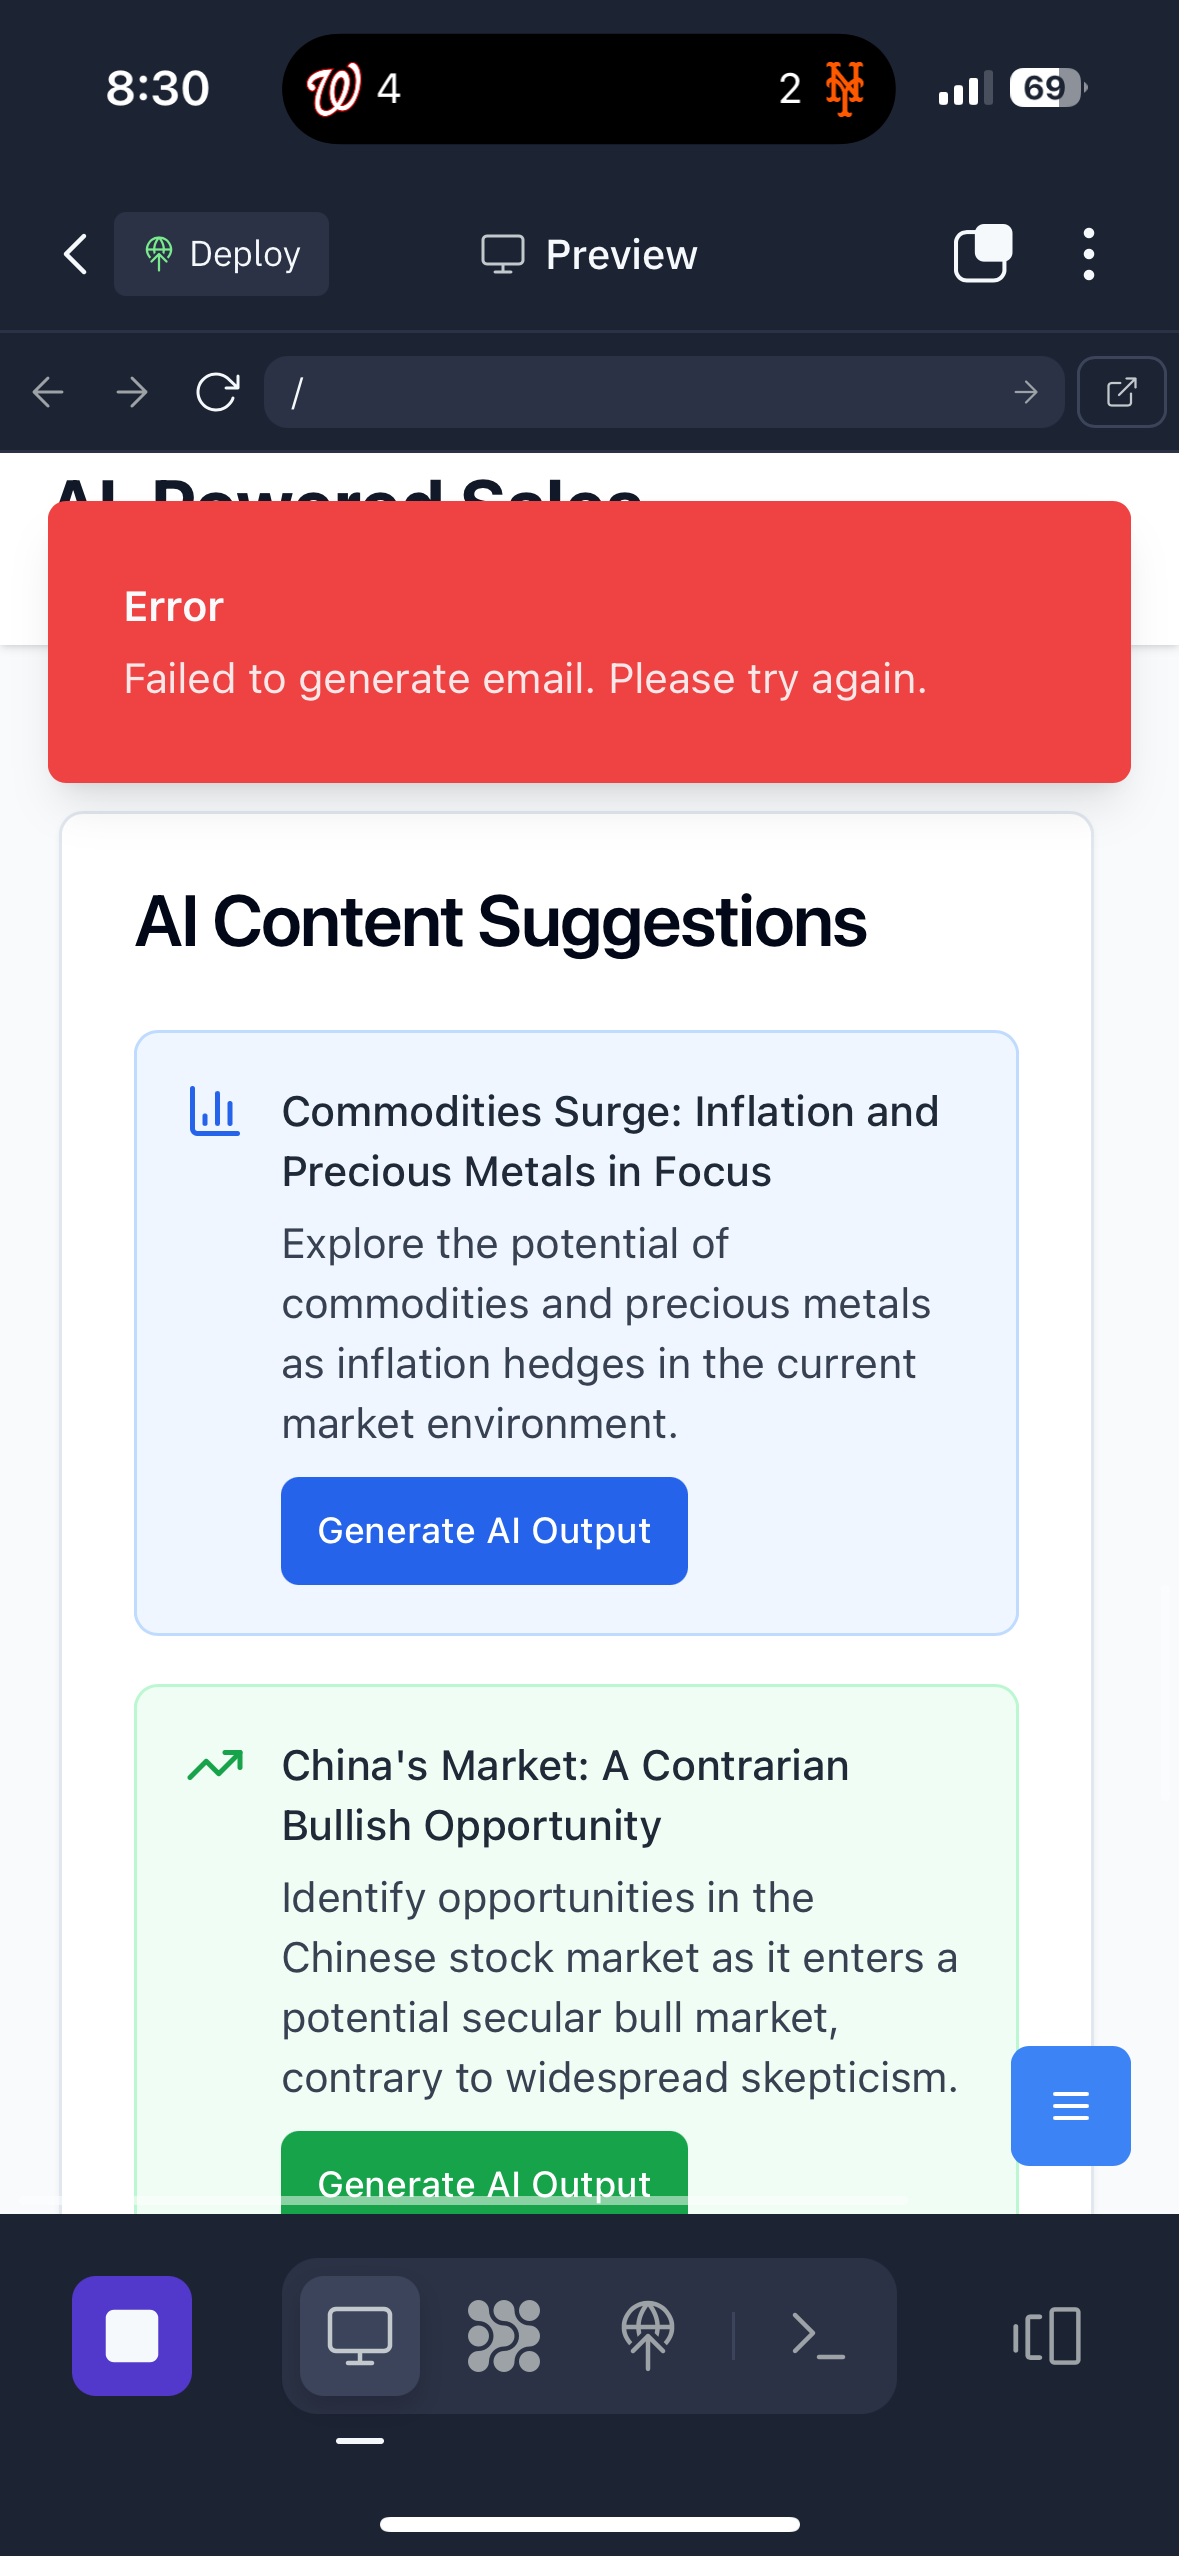 8:30
W 4
2 NY
69
Deploy
Preview
/
AI-Powered Sales
Error
Failed to generate email. Please try again.
AI Content Suggestions
Commodities Surge: Inflation and
Precious Metals in Focus
Explore the potential of
commodities and precious metals
as inflation hedges in the current
market environment.
Generate AI Output
China's Market: A Contrarian
Bullish Opportunity
Identify opportunities in the
Chinese stock market as it enters a
potential secular bull market,
contrary to widespread skepticism.
Generate AI Output